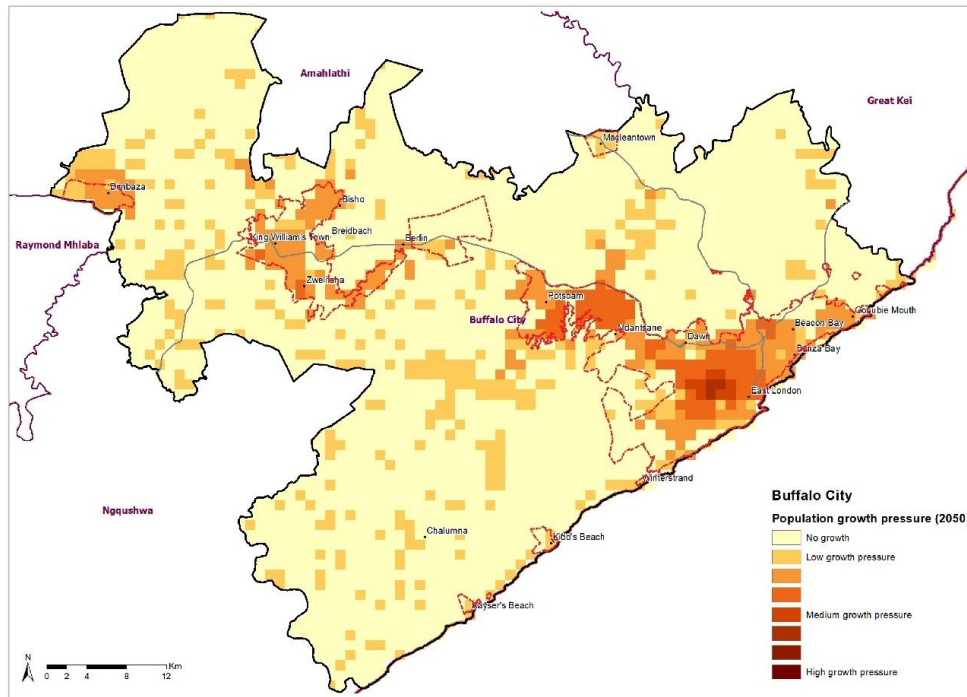 Amahlathi
Great Kei
Macleantown
Dimbaza
Bisho
Raymond Mhlaba
King William's Town
Breidbach
Berlin
Zwelitsha
Potsdam
Buffalo City
Mdantsane
Dawn
Gonubie Mouth
Beacon Bay
Bonza Bay
East London
Winterstrand
Ngqushwa
Chalumna
Kidd's Beach
Kayser's Beach
Buffalo City
Population growth pressure (2050
No growth
Low growth pressure
Medium growth pressure
High growth pressure
N
0 2 4 8 12 Km